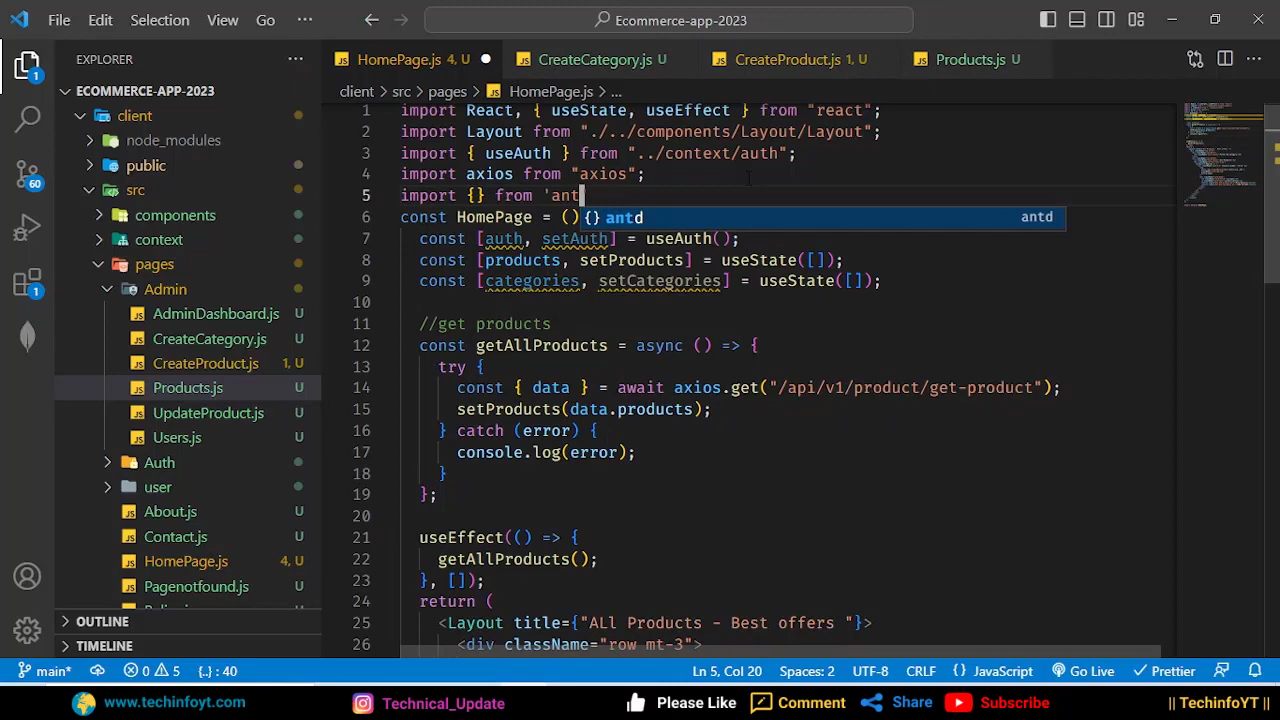 File Edit Selection View Go Ecommerce-app-2023
EXPLORER
HomePage.js 4, U
CreateCategory.js U
CreateProduct.js 1, U
Products.js U
client > src > pages > HomePage.js > ...
ECOMMERCE-APP-2023
client
node_modules
public
src
components
context
pages
Admin
AdminDashboard.js U
CreateCategory.js U
CreateProduct.js 1, U
Products.js U
UpdateProduct.js U
Users.js U
Auth
user
About.js U
Contact.js U
HomePage.js 4, U
Pagenotfound.js U
OUTLINE
TIMELINE
1
60
1
1 import React, { useState, useEffect } from "react";
2 import Layout from "./../components/Layout/Layout";
3 import { useAuth } from "../context/auth";
4 import axios from "axios";
5 import {} from 'ant
{} antd antd
6 const HomePage = ()
7 const [auth, setAuth] = useAuth();
8 const [products, setProducts] = useState([]);
9 const [categories, setCategories] = useState([]);
10
11 //get products
12 const getAllProducts = async () => {
13 try {
14 const { data } = await axios.get("/api/v1/product/get-product");
15 setProducts(data.products);
16 } catch (error) {
17 console.log(error);
18 }
19 };
20
21 useEffect(() => {
22 getAllProducts();
23 }, []);
24 return (
25 <Layout title={"ALl Products - Best offers "}>
26 <div className="row mt-3">
main* 0 5 {..} : 40 Ln 5, Col 20 Spaces: 2 UTF-8 CRLF {} JavaScript Go Live Prettier
www.techinfoyt.com Technical_Update Please Like Comment Share Subscribe || TechinfoYT ||